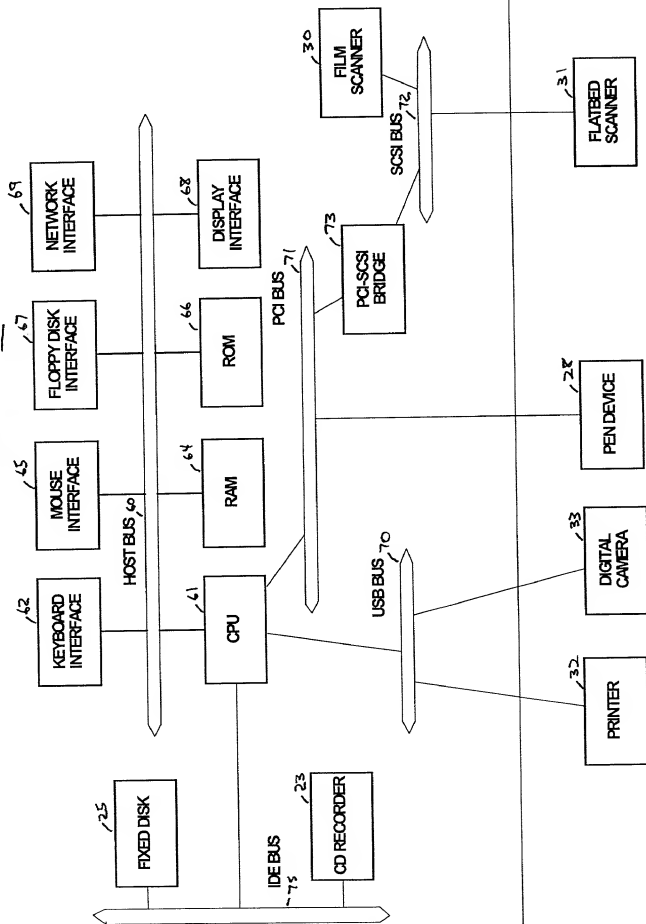 KEYBOARD
INTERFACE
62
MOUSE
INTERFACE
65
FLOPPY DISK
INTERFACE
67
NETWORK
INTERFACE
69
HOST BUS 60
CPU
61
RAM
64
ROM
66
DISPLAY
INTERFACE
68
FIXED DISK
25
IDE BUS
75
CD RECORDER
23
PCI BUS
71
PCI-SCSI
BRIDGE
73
FILM
SCANNER
30
SCSI BUS
72
USB BUS 70
PRINTER
32
DIGITAL
CAMERA
33
PEN DEVICE
28
FLATBED
SCANNER
31